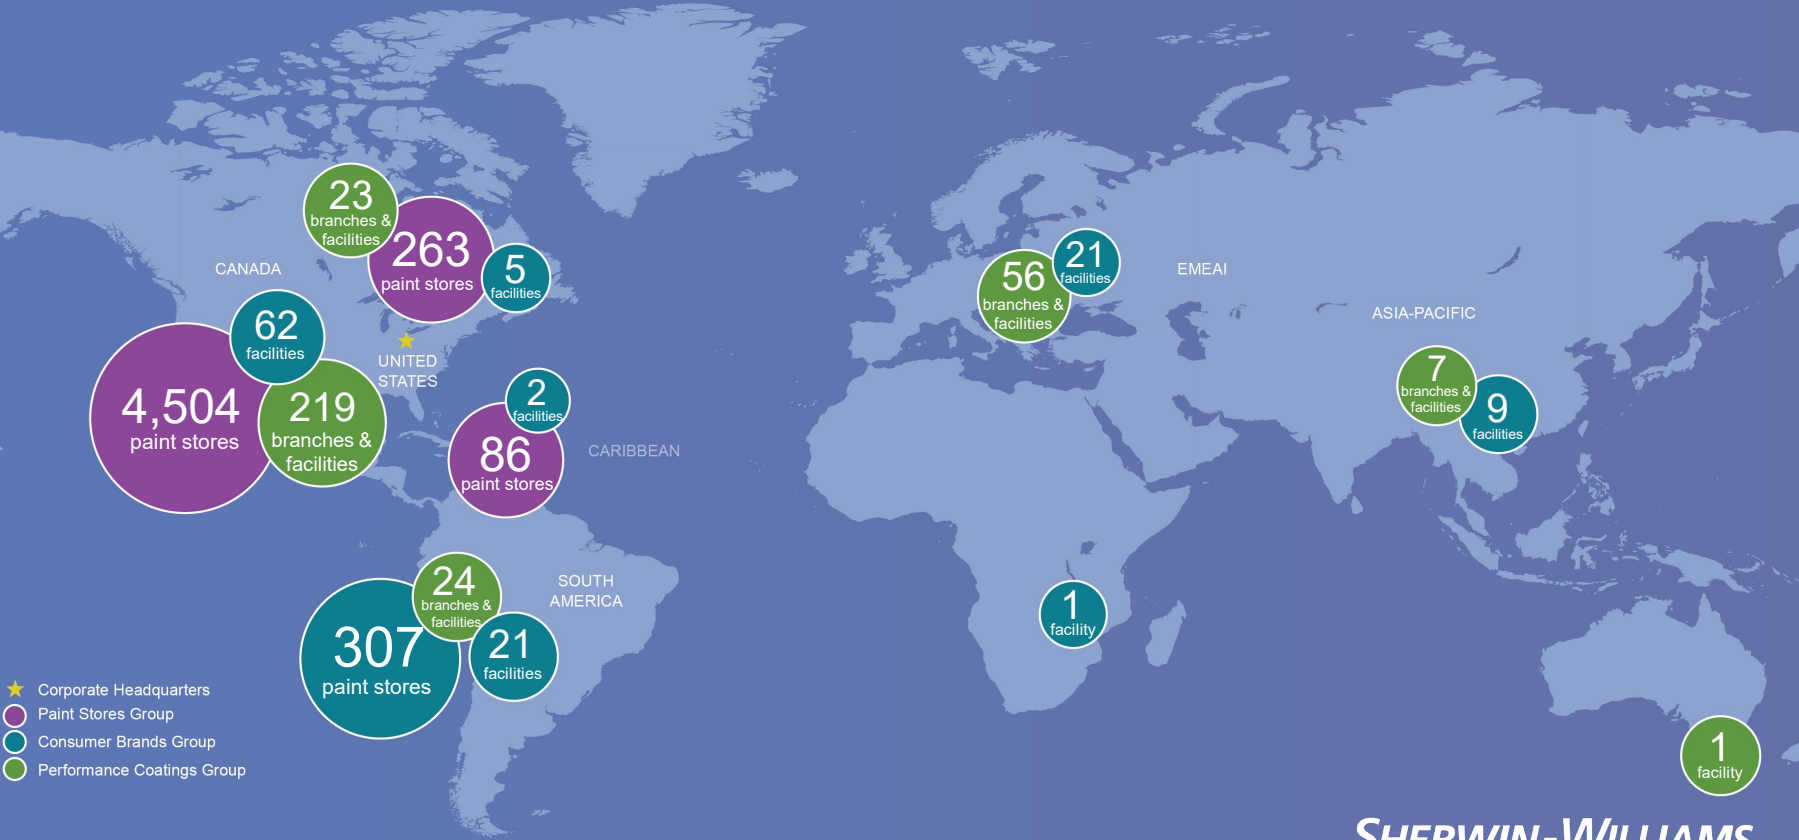 23
branches &
facilities
263
paint stores
5
facilities
CANADA
62
facilities
4,504
paint stores
219
branches &
facilities
UNITED
STATES
2
facilities
86
paint stores
CARIBBEAN
24
branches &
facilities
307
paint stores
21
facilities
SOUTH
AMERICA
56
branches &
facilities
21
facilities
EMEAI
1
facility
ASIA-PACIFIC
7
branches &
facilities
9
facilities
1
facility
Corporate Headquarters
Paint Stores Group
Consumer Brands Group
Performance Coatings Group
SHERWIN-WILLIAMS